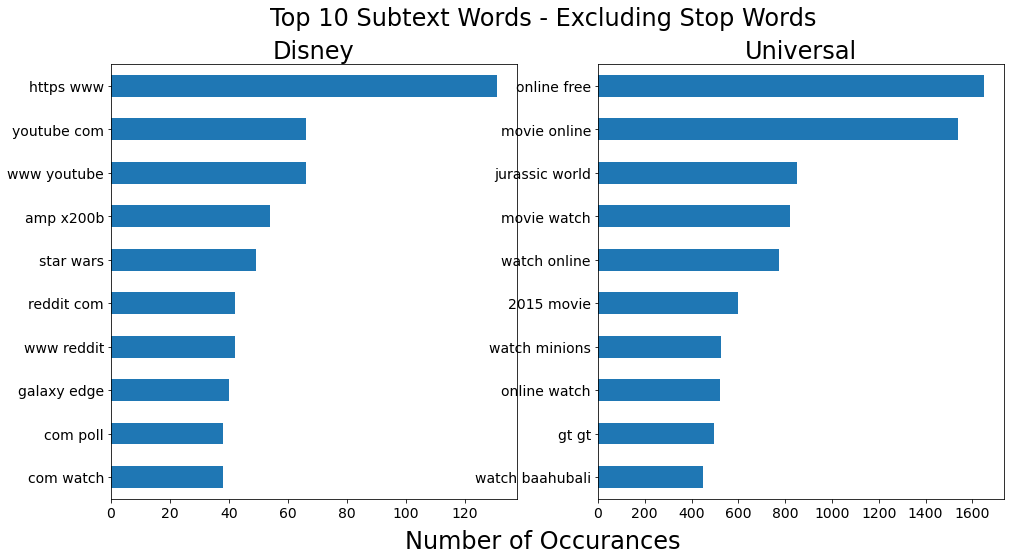 Top 10 Subtext Words - Excluding Stop Words
Disney
https www
youtube com
www youtube
amp x200b
star wars
reddit com
www reddit
galaxy edge
com poll
com watch
0 20 40 60 80 100 120
Universal
online free
movie online
jurassic world
movie watch
watch online
2015 movie
watch minions
online watch
gt gt
watch baahubali
0 200 400 600 800 1000 1200 1400 1600
Number of Occurances